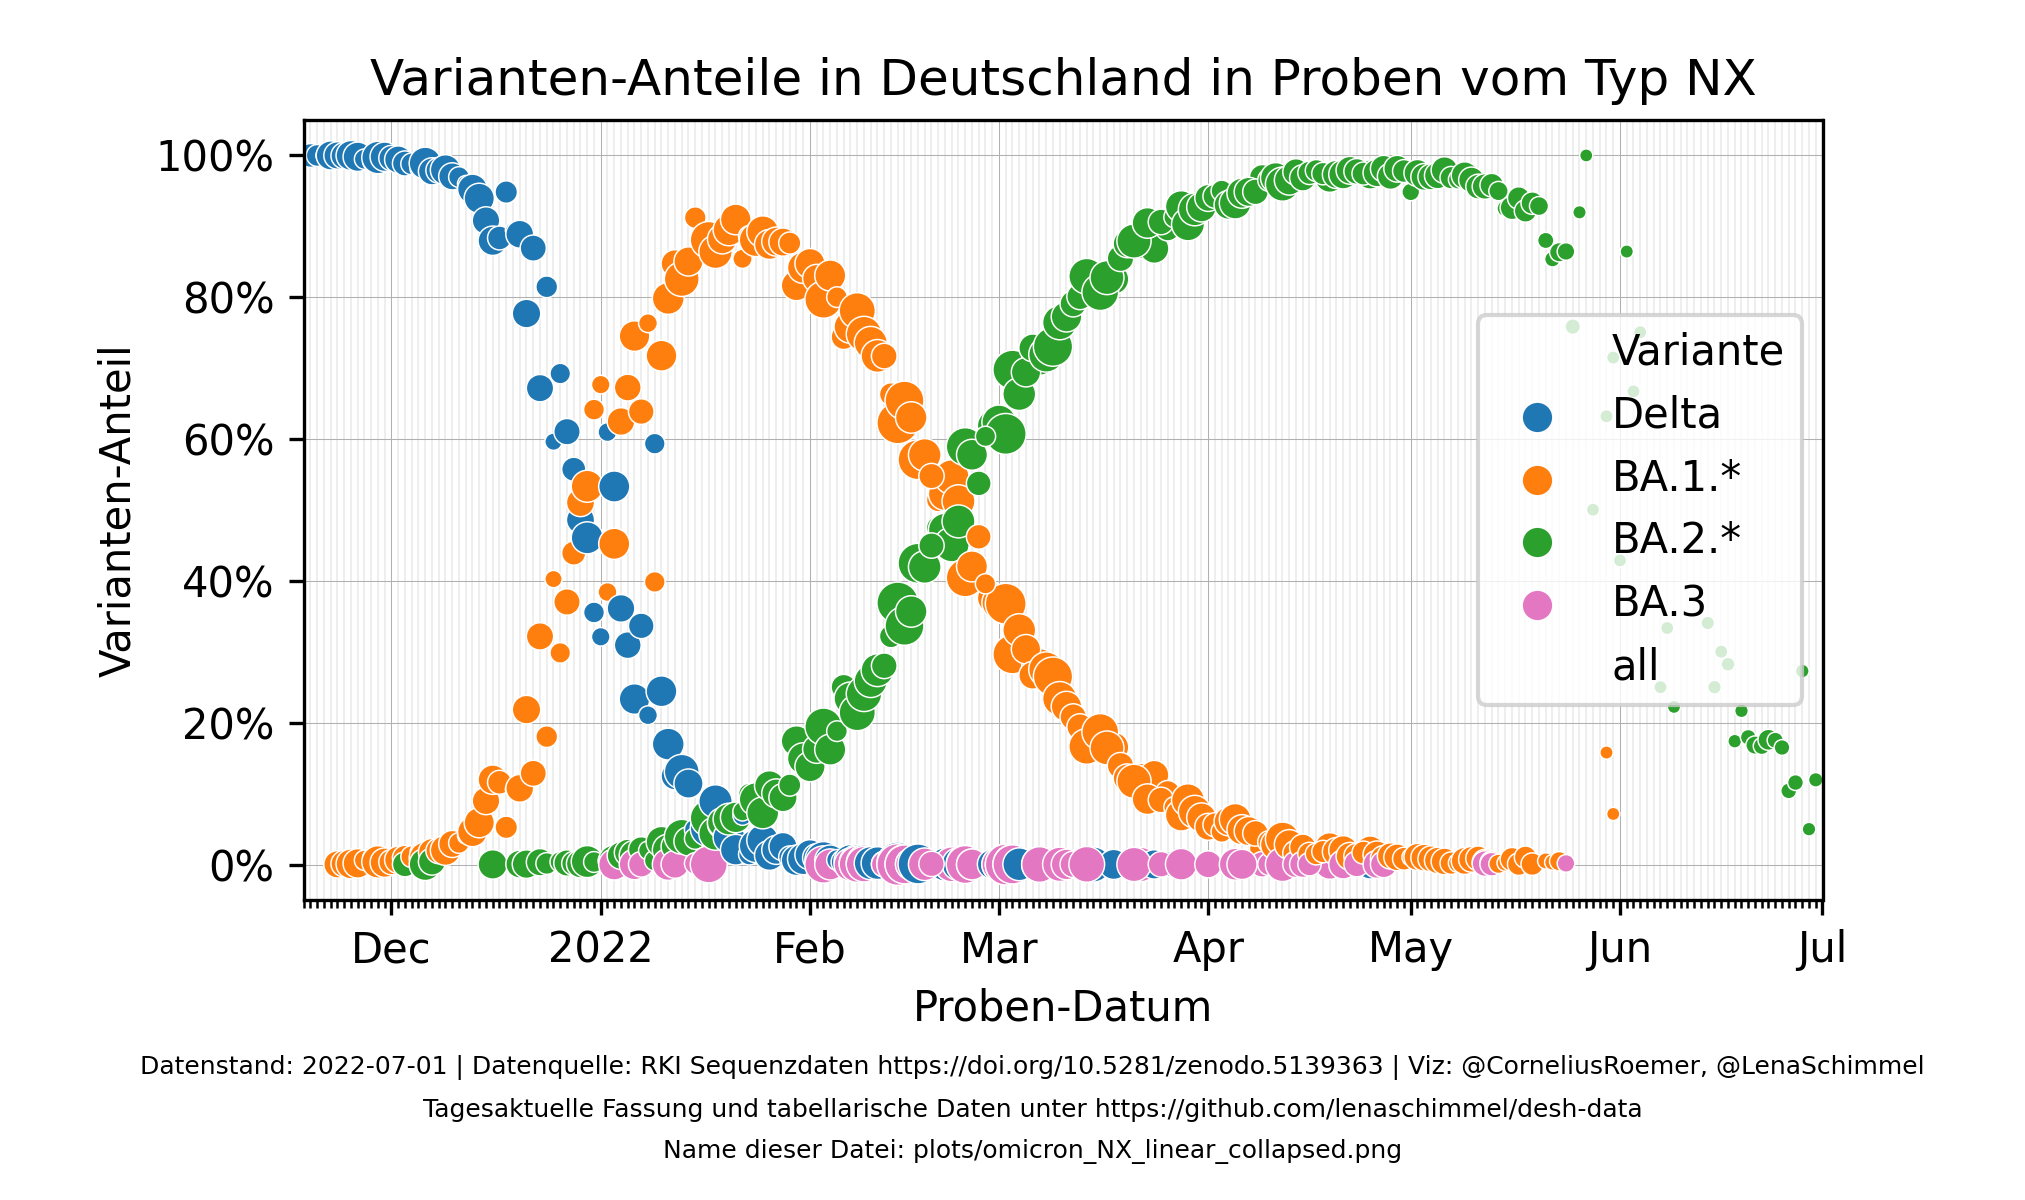 Varianten-Anteile in Deutschland in Proben vom Typ NX
Varianten-Anteil
100%
80%
60%
40%
20%
0%
Variante
Delta
BA.1.*
BA.2.*
BA.3
all
Dec
2022
Feb
Mar
Apr
May
Jun
Jul
Proben-Datum
Datenstand: 2022-07-01 | Datenquelle: RKI Sequenzdaten https://doi.org/10.5281/zenodo.5139363 | Viz: @CorneliusRoemer, @LenaSchimmel
Tagesaktuelle Fassung und tabellarische Daten unter https://github.com/lenaschimmel/desh-data
Name dieser Datei: plots/omicron_NX_linear_collapsed.png